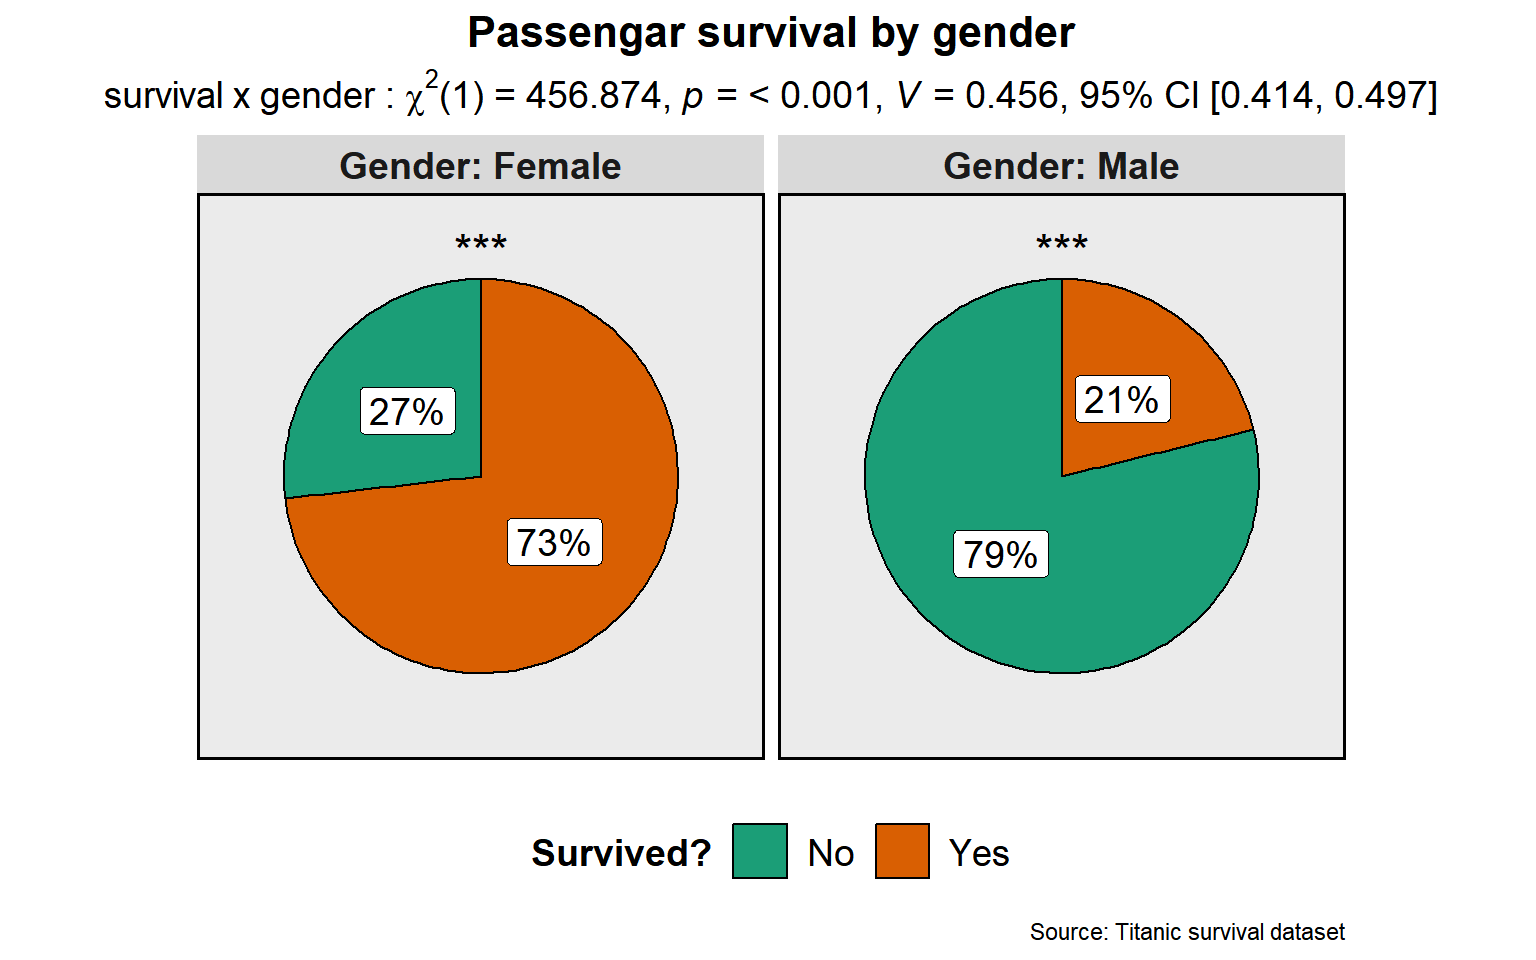 Passengar survival by gender
survival x gender : χ²(1) = 456.874, p = < 0.001, V = 0.456, 95% CI [0.414, 0.497]
Gender: Female
Gender: Male
***
***
27%
73%
21%
79%
Survived? No Yes
Source: Titanic survival dataset